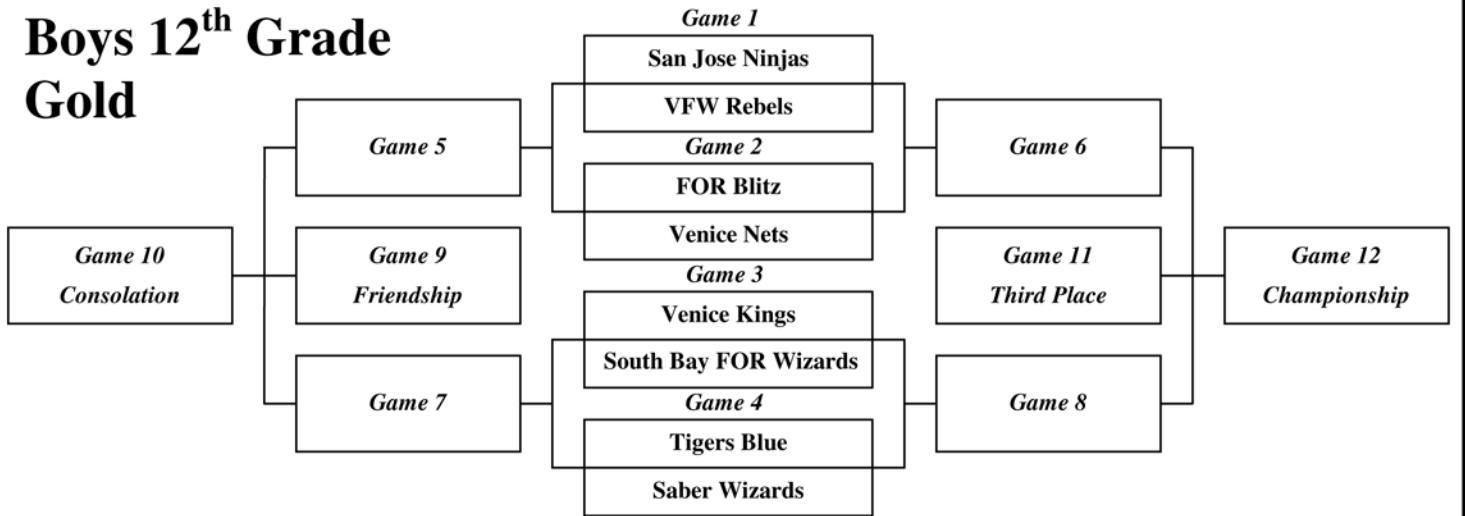 Boys 12th Grade
Gold
Game 1
San Jose Ninjas
VFW Rebels
Game 5
Game 2
Game 6
FOR Blitz
Venice Nets
Game 10
Consolation
Game 9
Friendship
Game 3
Game 11
Third Place
Game 12
Championship
Venice Kings
South Bay FOR Wizards
Game 7
Game 4
Game 8
Tigers Blue
Saber Wizards